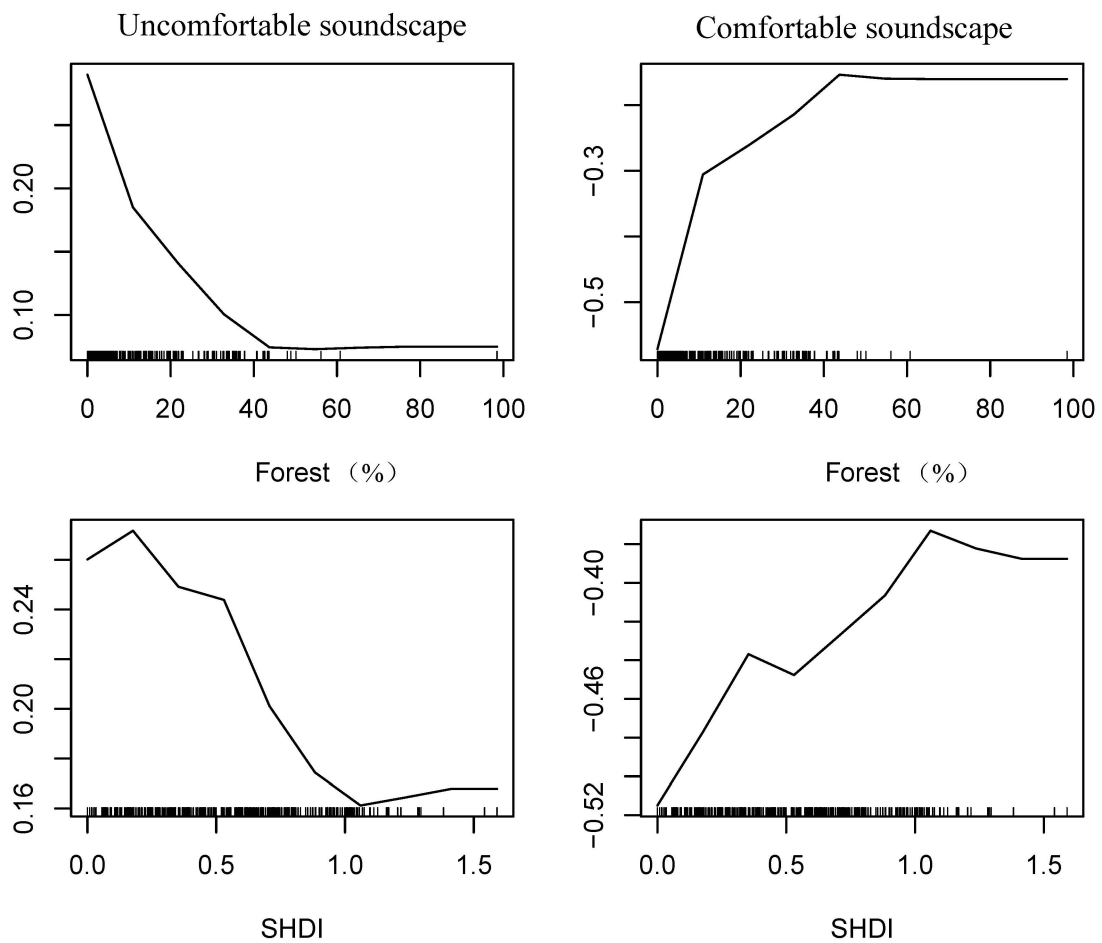 Uncomfortable soundscape
Comfortable soundscape
0.20
0.10
0 20 40 60 80 100
Forest （%）
−0.3
−0.5
0 20 40 60 80 100
Forest （%）
0.24
0.20
0.16
0.0 0.5 1.0 1.5
SHDI
−0.40
−0.46
−0.52
0.0 0.5 1.0 1.5
SHDI